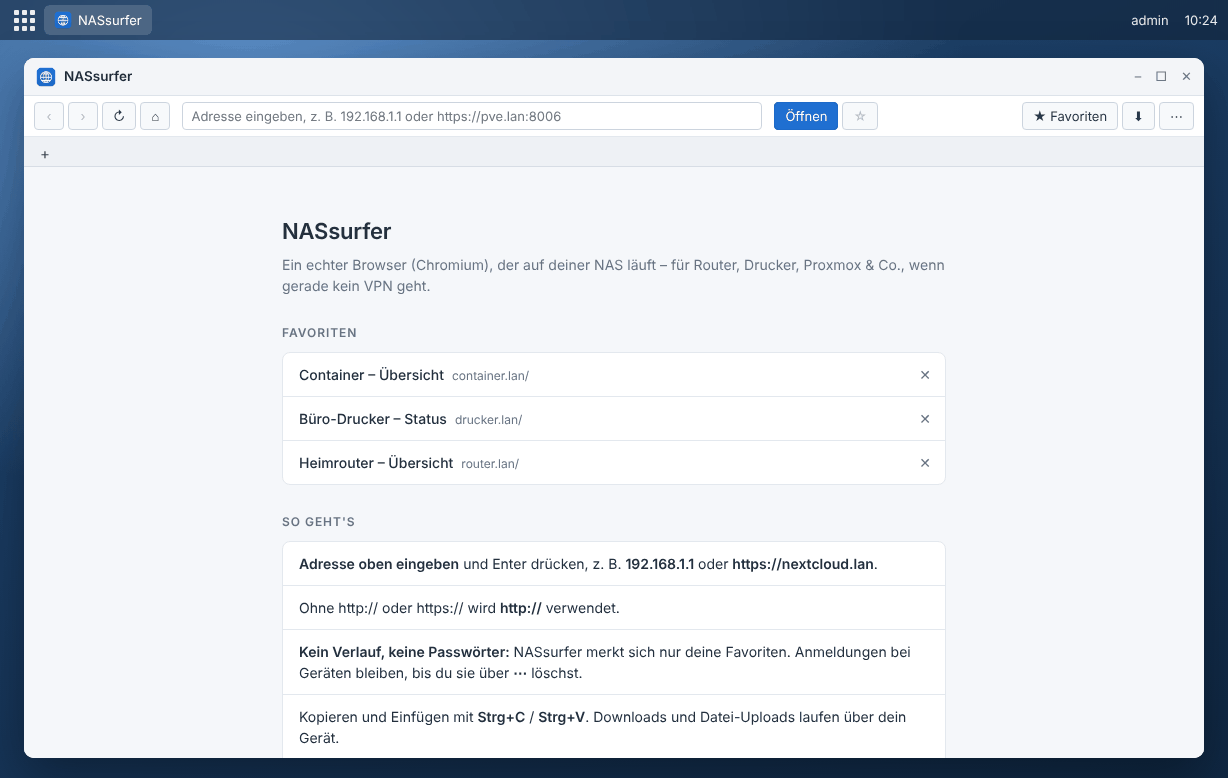 NASsurfer
admin 10:24
NASsurfer
Adresse eingeben, z. B. 192.168.1.1 oder https://pve.lan:8006
Öffnen
☆
★ Favoriten
⬇
⋯
+
NASsurfer
Ein echter Browser (Chromium), der auf deiner NAS läuft – für Router, Drucker, Proxmox & Co., wenn
gerade kein VPN geht.
FAVORITEN
Container – Übersicht container.lan/ ✕
Büro-Drucker – Status drucker.lan/ ✕
Heimrouter – Übersicht router.lan/ ✕
SO GEHT'S
Adresse oben eingeben und Enter drücken, z. B. 192.168.1.1 oder https://nextcloud.lan.
Ohne http:// oder https:// wird http:// verwendet.
Kein Verlauf, keine Passwörter: NASsurfer merkt sich nur deine Favoriten. Anmeldungen bei
Geräten bleiben, bis du sie über ⋯ löschst.
Kopieren und Einfügen mit Strg+C / Strg+V. Downloads und Datei-Uploads laufen über dein
Gerät.